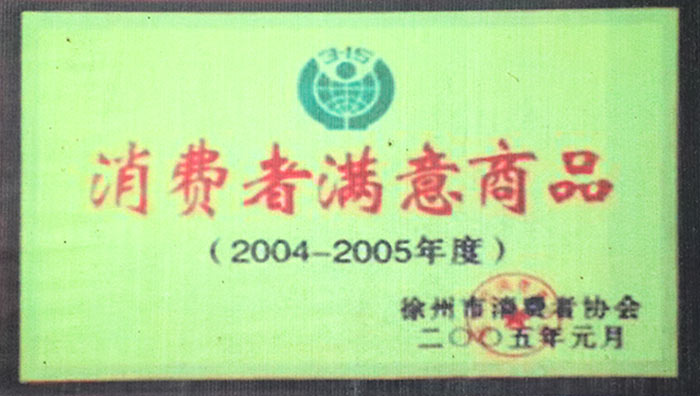 3·15
消费者满意商品
（2004-2005年度）
徐州市消费者协会
二〇〇五年元月